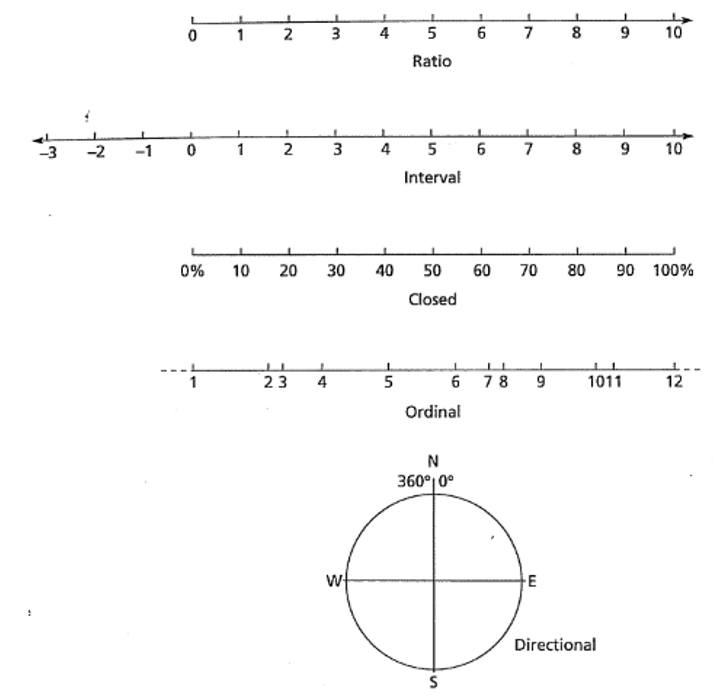 0 1 2 3 4 5 6 7 8 9 10
Ratio
–3 –2 –1 0 1 2 3 4 5 6 7 8 9 10
Interval
0% 10 20 30 40 50 60 70 80 90 100%
Closed
1 2 3 4 5 6 7 8 9 10 11 12
Ordinal
N
360° 0°
W E
Directional
S